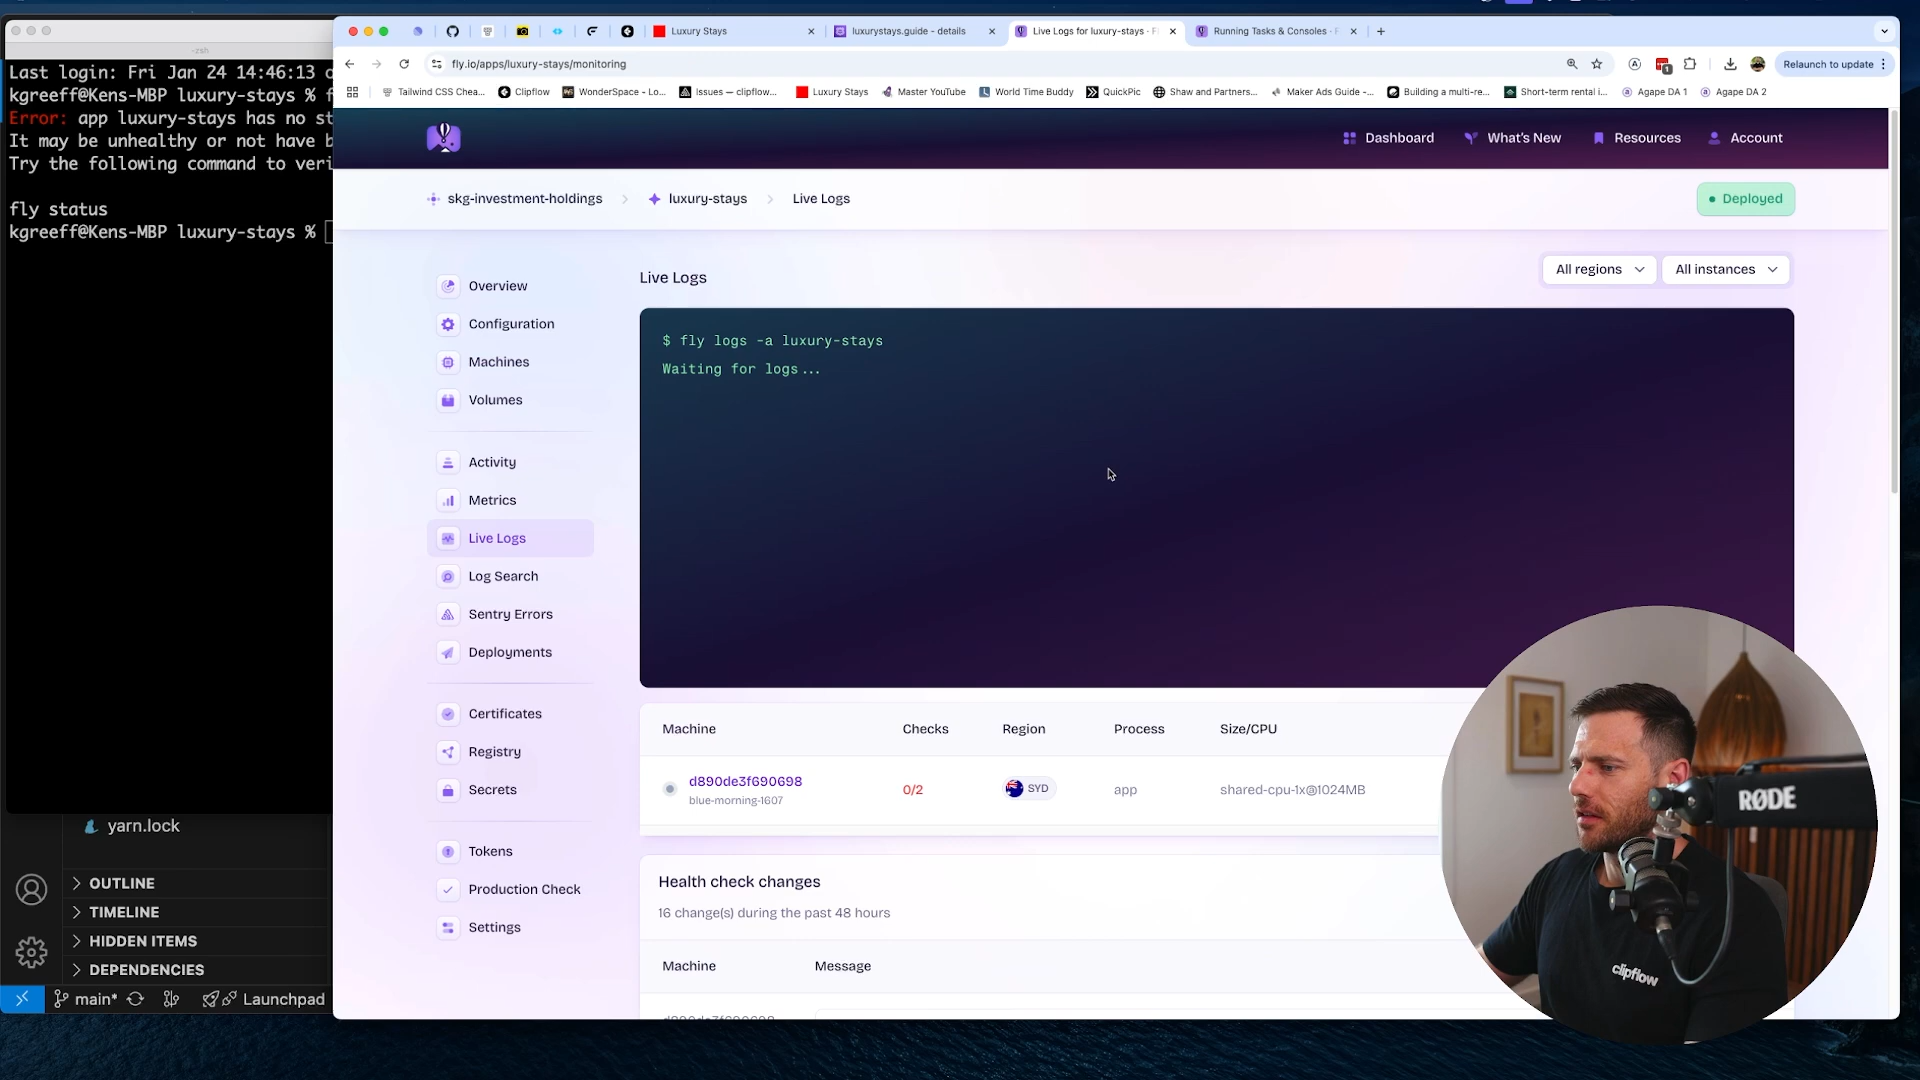 -zsh
Last login: Fri Jan 24 14:46:13
kgreeff@Kens-MBP luxury-stays %
Error: app luxury-stays has no
It may be unhealthy or not have
Try the following command to
fly status
kgreeff@Kens-MBP luxury-stays %
yarn.lock
OUTLINE
TIMELINE
HIDDEN ITEMS
DEPENDENCIES
main*
Launchpad
Luxury Stays
luxurystays.guide - details
Live Logs for luxury-stays
Running Tasks & Consoles
fly.io/apps/luxury-stays/monitoring
Relaunch to update
Tailwind CSS Chea...
Clipflow
WonderSpace - Lo...
Issues — clipflow...
Luxury Stays
Master YouTube
World Time Buddy
QuickPic
Shaw and Partners...
Maker Ads Guide -...
Building a multi-re...
Short-term rental i...
Agape DA 1
Agape DA 2
Dashboard
What's New
Resources
Account
skg-investment-holdings
luxury-stays
Live Logs
Deployed
Overview
Configuration
Machines
Volumes
Activity
Metrics
Live Logs
Log Search
Sentry Errors
Deployments
Certificates
Registry
Secrets
Tokens
Production Check
Settings
Live Logs
All regions
All instances
$ fly logs -a luxury-stays
Waiting for logs...
Machine Checks Region Process Size/CPU
d890de3f690698 0/2 SYD app shared-cpu-1x@1024MB
blue-morning-1607
Health check changes
16 change(s) during the past 48 hours
Machine Message
RØDE
clipflow